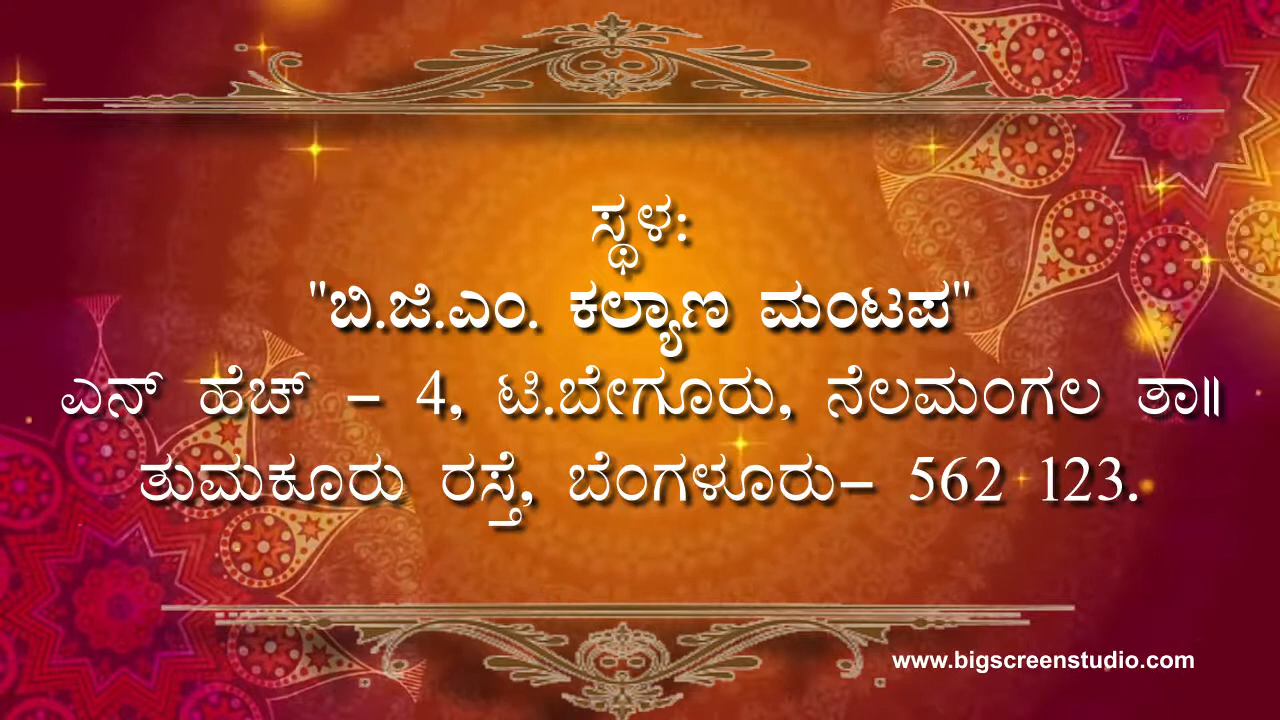 ಸ್ಥಳ:
"ಬಿ.ಜಿ.ಎಂ. ಕಲ್ಯಾಣ ಮಂಟಪ"
ಎನ್ ಹೆಚ್ – 4, ಟಿ.ಬೇಗೂರು, ನೆಲಮಂಗಲ ತಾ॥
ತುಮಕೂರು ರಸ್ತೆ, ಬೆಂಗಳೂರು– 562 123.
www.bigscreenstudio.com